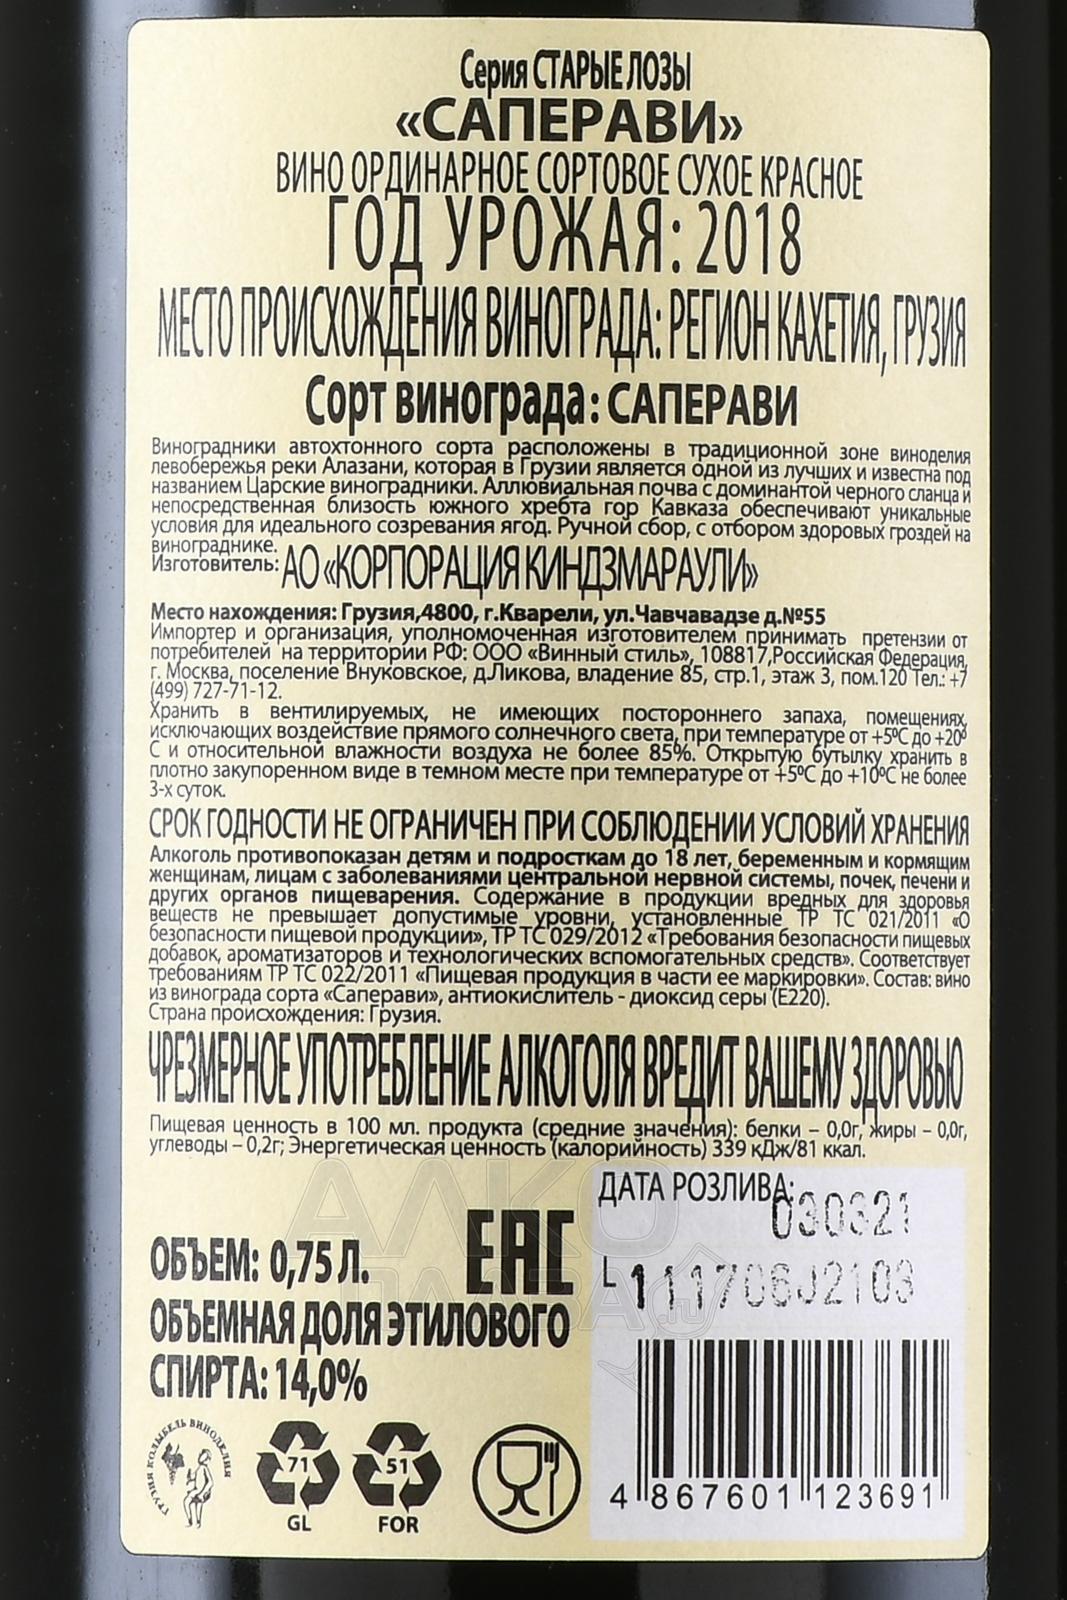 Серия СТАРЫЕ ЛОЗЫ
«САПЕРАВИ»
ВИНО ОРДИНАРНОЕ СОРТОВОЕ СУХОЕ КРАСНОЕ
ГОД УРОЖАЯ: 2018
МЕСТО ПРОИСХОЖДЕНИЯ ВИНОГРАДА: РЕГИОН КАХЕТИЯ, ГРУЗИЯ
Сорт винограда: САПЕРАВИ
Виноградники автохтонного сорта расположены в традиционной зоне виноделия
левобережья реки Алазани, которая в Грузии является одной из лучших и известна под
названием Царские виноградники. Аллювиальная почва с доминантой черного сланца и
непосредственная близость южного хребта гор Кавказа обеспечивают уникальные
условия для идеального созревания ягод. Ручной сбор, с отбором здоровых гроздей на
винограднике.
Изготовитель: АО «КОРПОРАЦИЯ КИНДЗМАРАУЛИ»
Место нахождения: Грузия,4800, г.Кварели, ул.Чавчавадзе д.№55
Импортер и организация, уполномоченная изготовителем принимать претензии от
потребителей на территории РФ: ООО «Винный стиль», 108817,Российская Федерация,
г. Москва, поселение Внуковское, д.Ликова, владение 85, стр.1, этаж 3, пом.120 Тел.: +7
(499) 727-71-12.
Хранить в вентилируемых, не имеющих постороннего запаха, помещениях,
исключающих воздействие прямого солнечного света, при температуре от +5ºС до +20º
С и относительной влажности воздуха не более 85%. Открытую бутылку хранить в
плотно закупоренном виде в темном месте при температуре от +5ºС до +10ºС не более
3-х суток.
СРОК ГОДНОСТИ НЕ ОГРАНИЧЕН ПРИ СОБЛЮДЕНИИ УСЛОВИЙ ХРАНЕНИЯ
Алкоголь противопоказан детям и подросткам до 18 лет, беременным и кормящим
женщинам, лицам с заболеваниями центральной нервной системы, почек, печени и
других органов пищеварения. Содержание в продукции вредных для здоровья
веществ не превышает допустимые уровни, установленные ТР ТС 021/2011 «О
безопасности пищевой продукции», ТР ТС 029/2012 «Требования безопасности пищевых
добавок, ароматизаторов и технологических вспомогательных средств». Соответствует
требованиям ТР ТС 022/2011 «Пищевая продукция в части ее маркировки». Состав: вино
из винограда сорта «Саперави», антиокислитель - диоксид серы (Е220).
Страна происхождения: Грузия.
ЧРЕЗМЕРНОЕ УПОТРЕБЛЕНИЕ АЛКОГОЛЯ ВРЕДИТ ВАШЕМУ ЗДОРОВЬЮ
Пищевая ценность в 100 мл. продукта (средние значения): белки – 0,0г, жиры – 0,0г,
углеводы – 0,2г; Энергетическая ценность (калорийность) 339 кДж/81 ккал.
ОБЪЕМ: 0,75 Л.
ЕАС
ОБЪЕМНАЯ ДОЛЯ ЭТИЛОВОГО
СПИРТА: 14,0%
ДАТА РОЗЛИВА:
030321
L 11170602103
ГРУЗИЯ КОЛЫБЕЛЬ ВИНОДЕЛИЯ
71
GL
51
FOR
4 867601 123691
АЛКО
ПЛАЗА .ru